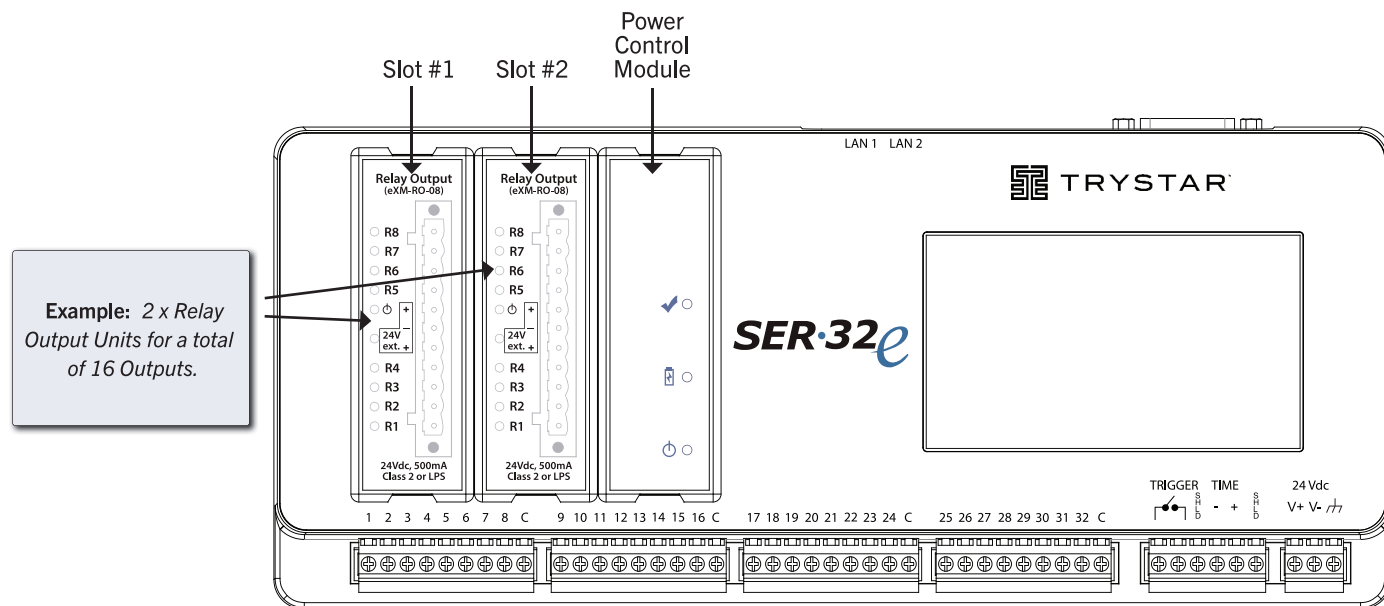 Power
Control
Module
Slot #1 Slot #2
LAN 1 LAN 2
TRYSTAR
Relay Output
(eXM-RO-08)
R8
R7
R6
R5
+
−
24V
ext. +
R4
R3
R2
R1
24Vdc, 500mA
Class 2 or LPS
Relay Output
(eXM-RO-08)
R8
R7
R6
R5
+
−
24V
ext. +
R4
R3
R2
R1
24Vdc, 500mA
Class 2 or LPS
Example: 2 x Relay
Output Units for a total
of 16 Outputs.
SER·32e
TRIGGER SHLD TIME SHLD 24 Vdc
- + V+ V-
1 2 3 4 5 6 7 8 C 9 10 11 12 13 14 15 16 C 17 18 19 20 21 22 23 24 C 25 26 27 28 29 30 31 32 C